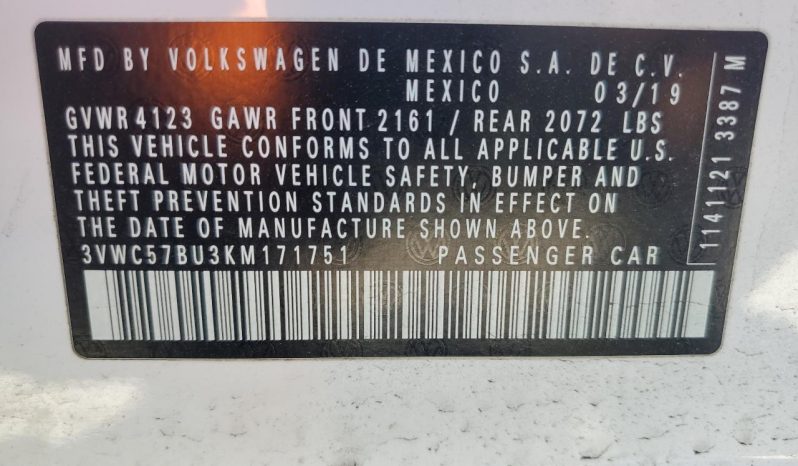 MFD BY VOLKSWAGEN DE MEXICO S.A. DE C.V.
MEXICO 03/19
GVWR 4123 GAWR FRONT 2161 / REAR 2072 LBS
THIS VEHICLE CONFORMS TO ALL APPLICABLE U.S.
FEDERAL MOTOR VEHICLE SAFETY, BUMPER AND
THEFT PREVENTION STANDARDS IN EFFECT ON
THE DATE OF MANUFACTURE SHOWN ABOVE.
3VWC57BU3KM171751 PASSENGER CAR
1141121 3387 M